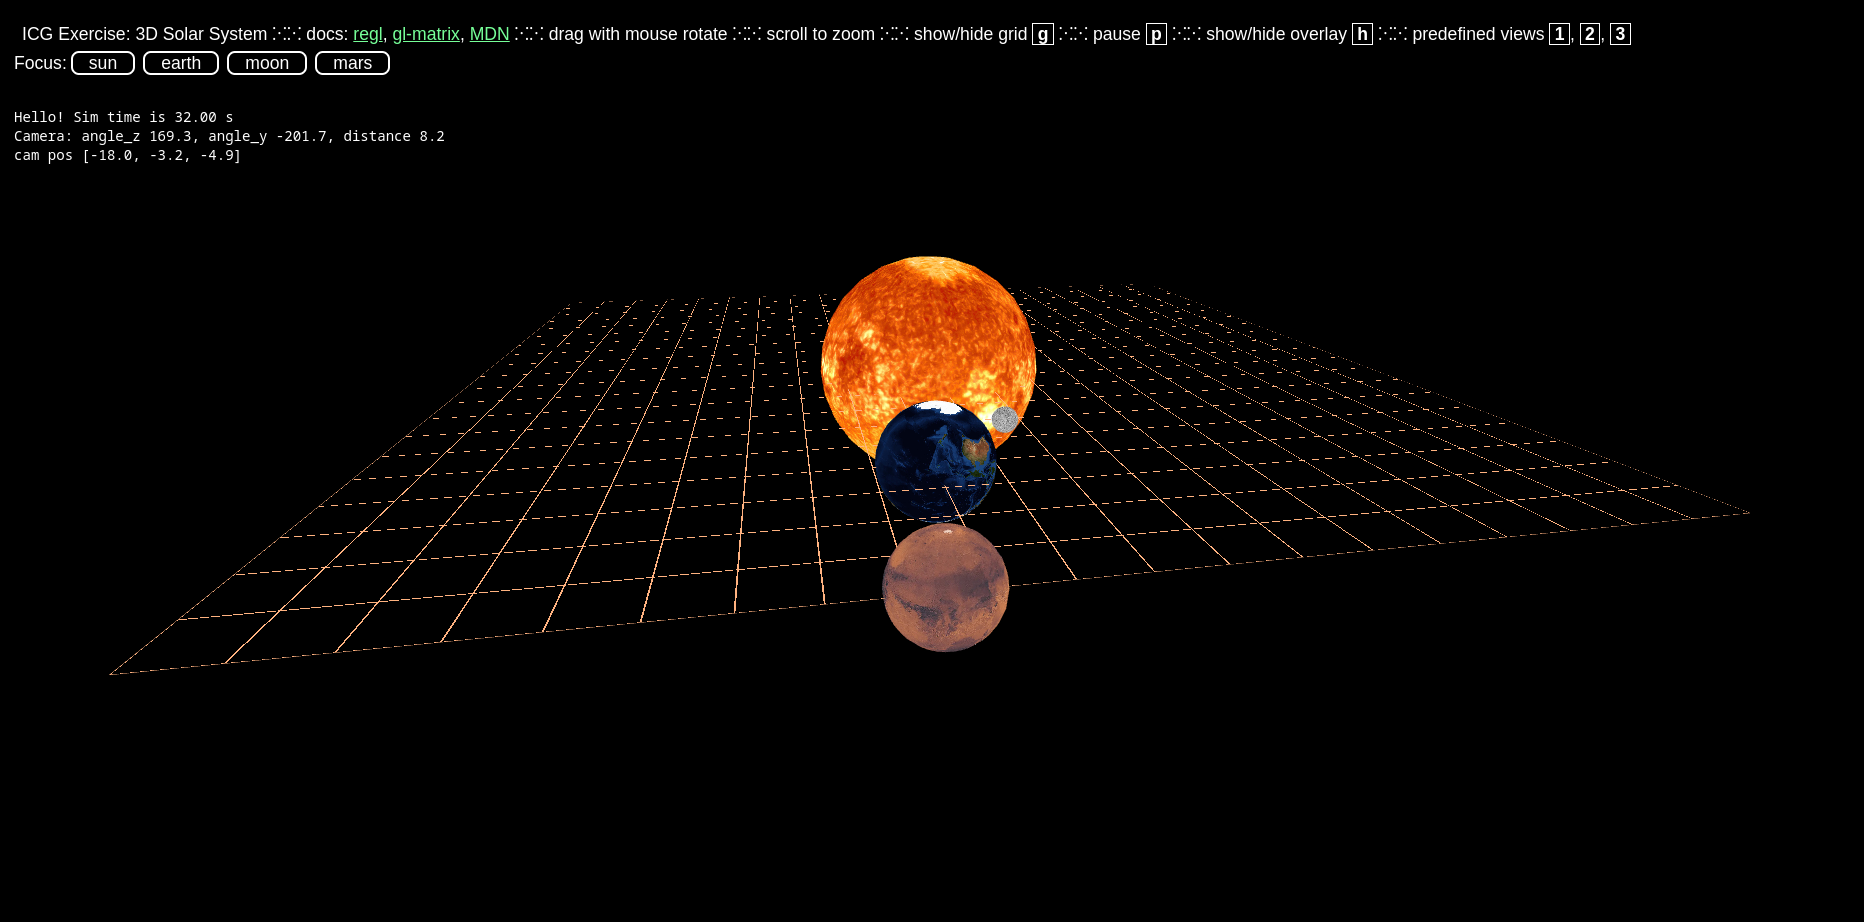 ICG Exercise: 3D Solar System ⢎⡱ docs: regl, gl-matrix, MDN ⢎⡱ drag with mouse rotate ⢎⡱ scroll to zoom ⢎⡱ show/hide grid g ⢎⡱ pause p ⢎⡱ show/hide overlay h ⢎⡱ predefined views 1, 2, 3
Focus: sun earth moon mars
Hello! Sim time is 32.00 s
Camera: angle_z 169.3, angle_y -201.7, distance 8.2
cam pos [-18.0, -3.2, -4.9]